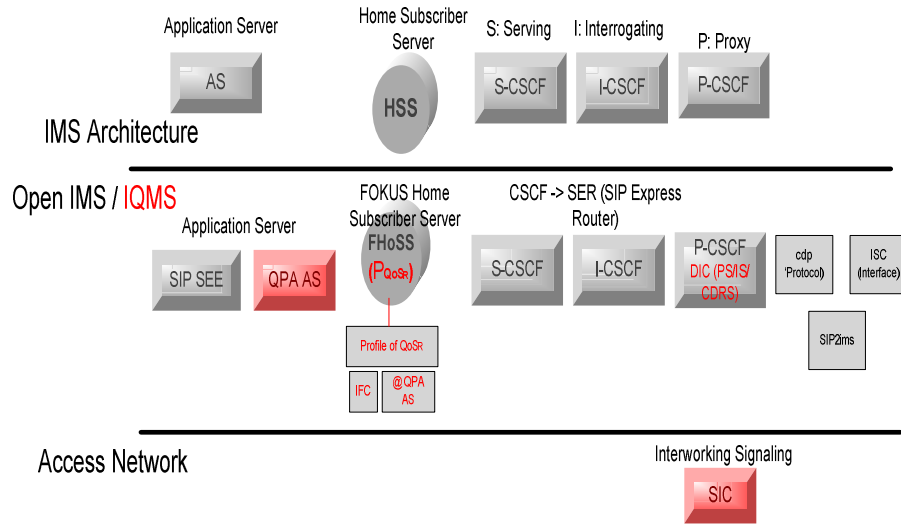 Application Server
Home Subscriber
Server
S: Serving
I: Interrogating
P: Proxy
AS
HSS
S-CSCF
I-CSCF
P-CSCF
IMS Architecture
Open IMS / IQMS
Application Server
FOKUS Home
Subscriber Server
CSCF -> SER (SIP Express
Router)
SIP SEE
QPA AS
FHoSS
(PQoSR)
S-CSCF
I-CSCF
P-CSCF
DIC (PS/IS/
CDRS)
cdp
'Protocol)
ISC
(Interface)
SIP2ims
Profile of QoSR
IFC
@QPA
AS
Access Network
Interworking Signaling
SIC